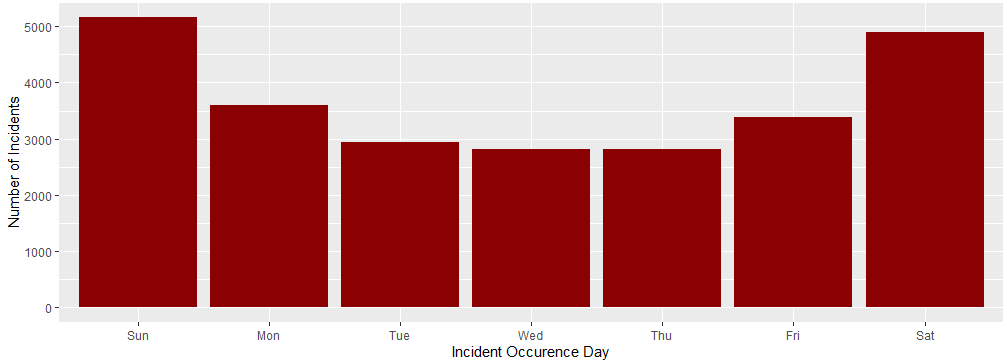 Number of Incidents
5000
4000
3000
2000
1000
0
Sun Mon Tue Wed Thu Fri Sat
Incident Occurence Day